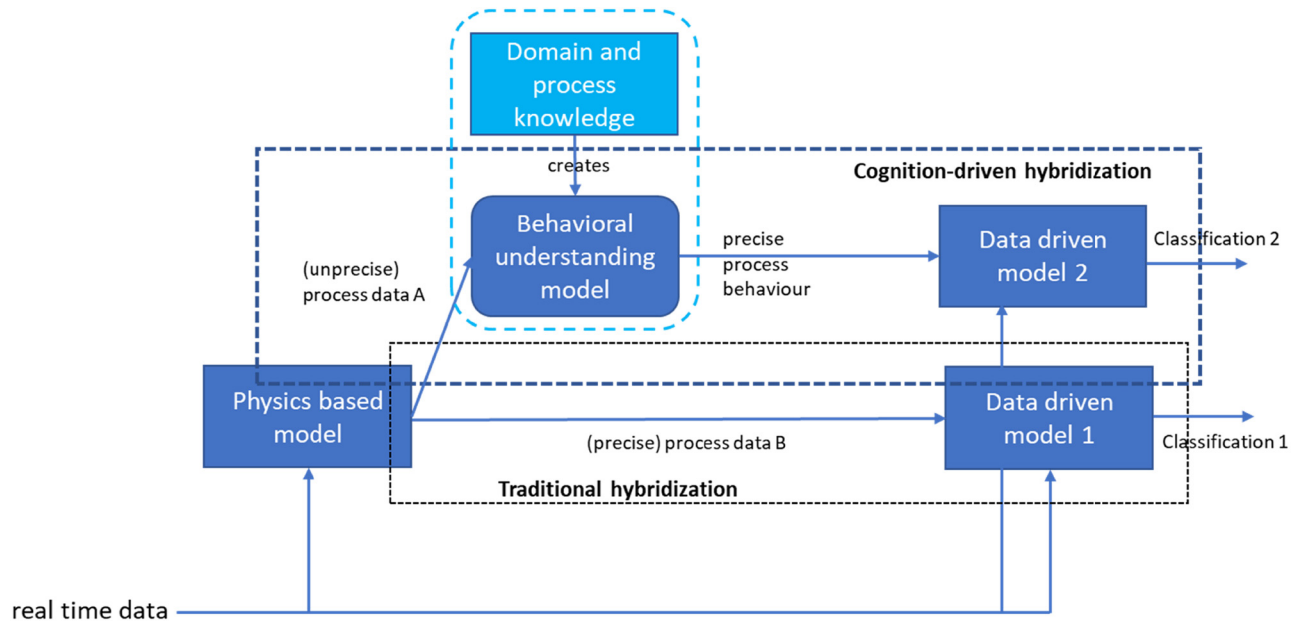 Domain and
process
knowledge
creates
Cognition-driven hybridization
Behavioral
understanding
model
(unprecise)
process data A
precise
process
behaviour
Data driven
model 2
Classification 2
Physics based
model
(precise) process data B
Data driven
model 1
Classification 1
Traditional hybridization
real time data